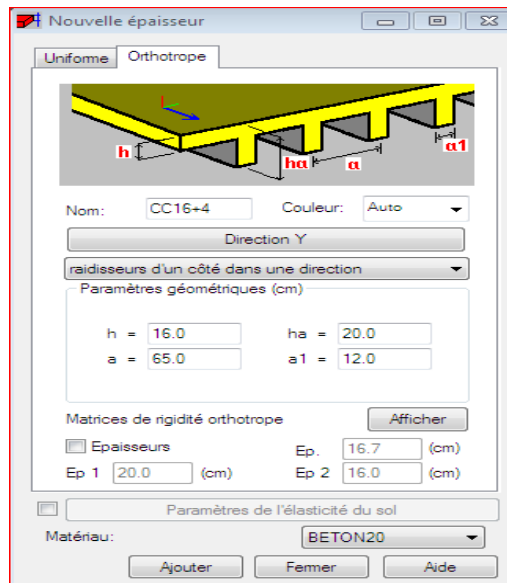 Nouvelle épaisseur
Uniforme Orthotrope
h ha a a1
Nom: CC16+4 Couleur: Auto
Direction Y
raidisseurs d'un côté dans une direction
Paramètres géométriques (cm)
h = 16.0 ha = 20.0
a = 65.0 a1 = 12.0
Matrices de rigidité orthotrope Afficher
Epaisseurs Ep. 16.7 (cm)
Ep 1 20.0 (cm) Ep 2 16.0 (cm)
Paramètres de l'élasticité du sol
Matériau: BETON20
Ajouter Fermer Aide